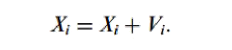 Xᵢ = Xᵢ + Vᵢ.